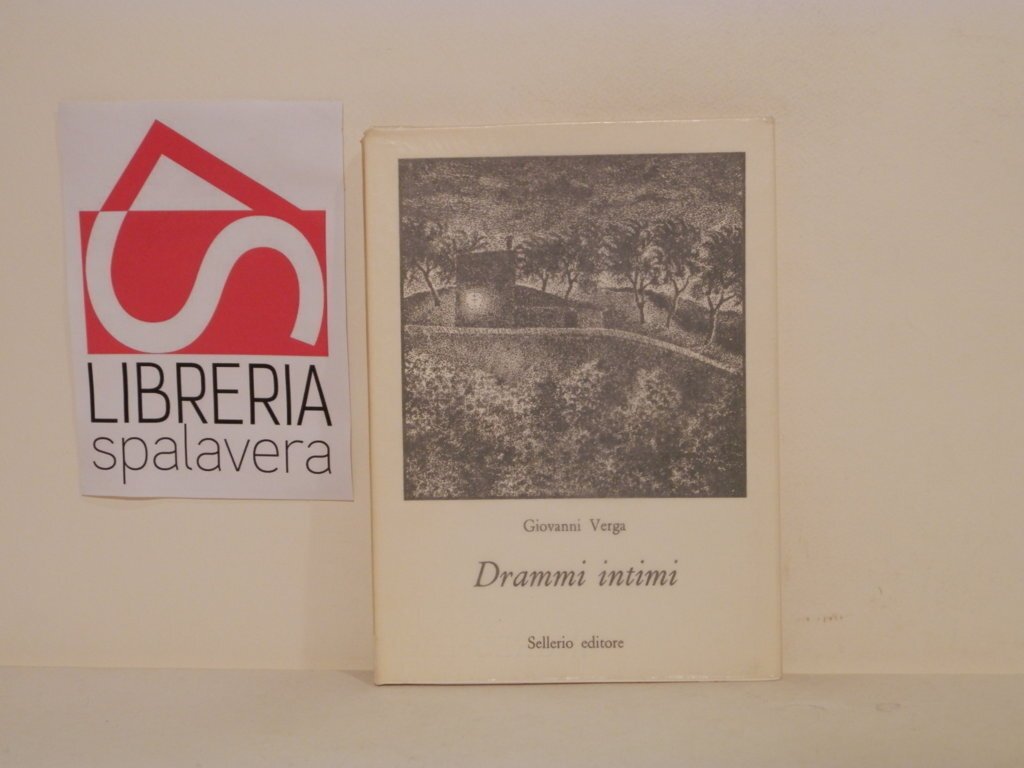 LIBRERIA
spalavera
Giovanni Verga
Drammi intimi
Sellerio editore